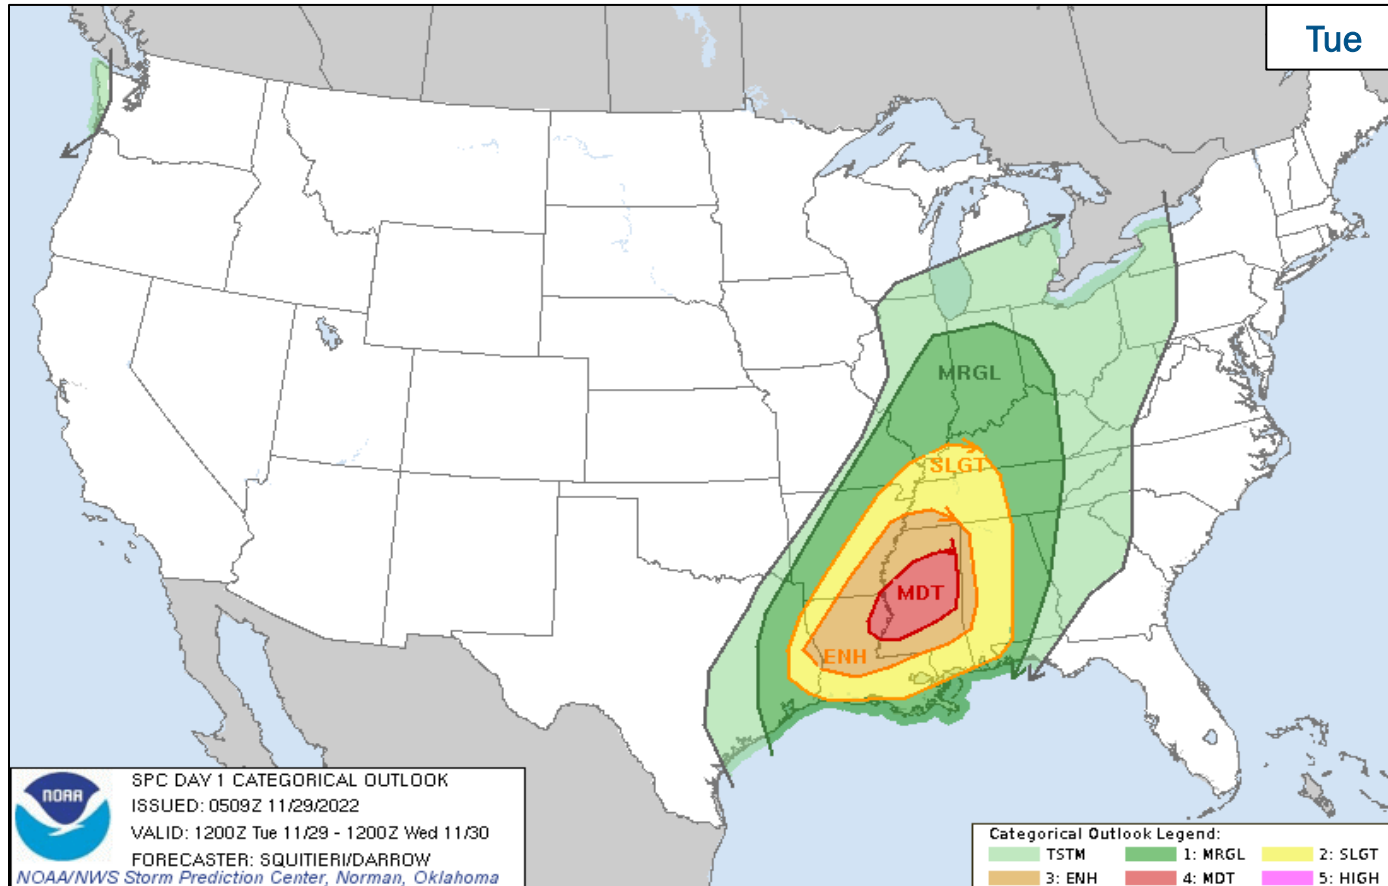 Tue
MRGL
SLGT
MDT
ENH
NOAA
SPC DAY 1 CATEGORICAL OUTLOOK
ISSUED: 0509Z 11/29/2022
VALID: 1200Z Tue 11/29 - 1200Z Wed 11/30
FORECASTER: SQUITIERI/DARROW
NOAA/NWS Storm Prediction Center, Norman, Oklahoma
Categorical Outlook Legend:
TSTM 1: MRGL 2: SLGT
3: ENH 4: MDT 5: HIGH